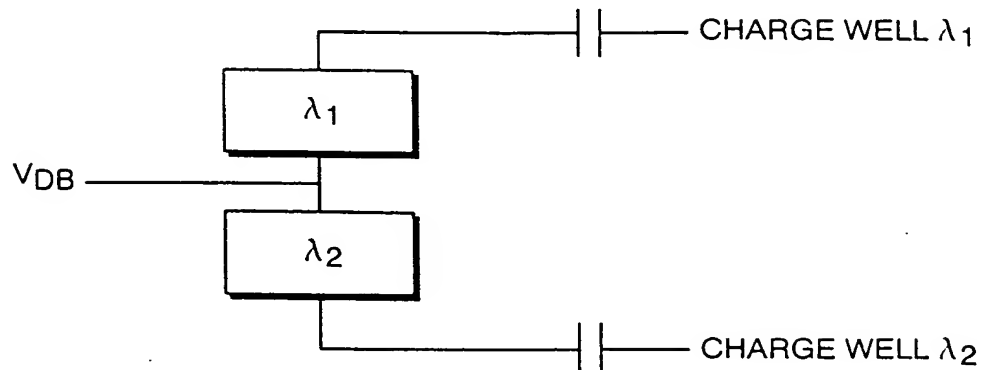 CHARGE WELL λ1
λ1
VDB
λ2
CHARGE WELL λ2